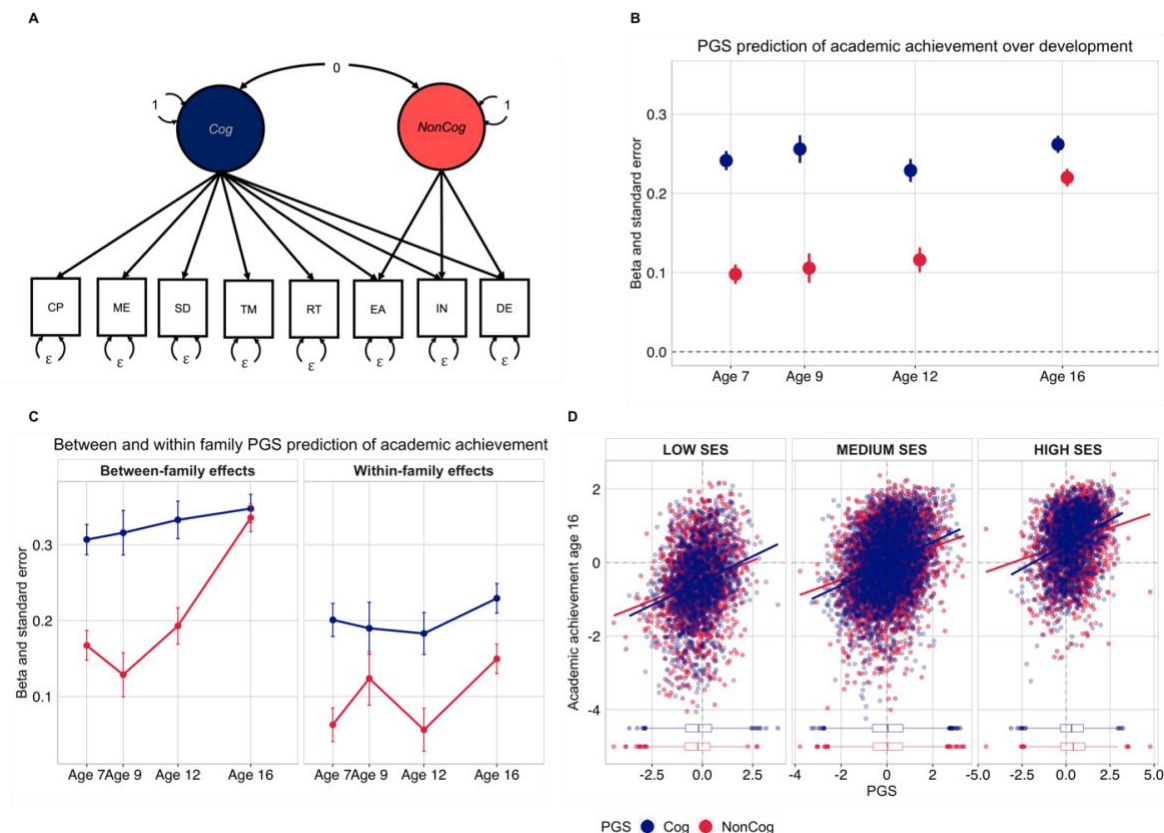 A
0
1
Cog
NonCog
1
CP ME SD TM RT EA IN DE
ε ε ε ε ε ε ε ε
B
PGS prediction of academic achievement over development
Beta and standard error
0.3
0.2
0.1
0.0
Age 7 Age 9 Age 12 Age 16
C
Between and within family PGS prediction of academic achievement
Between-family effects Within-family effects
Beta and standard error
0.3
0.2
0.1
Age 7 Age 9 Age 12 Age 16 Age 7 Age 9 Age 12 Age 16
D
LOW SES MEDIUM SES HIGH SES
Academic achievement age 16
2
0
-2
-4
-2.5 0.0 2.5 -4 -2 0 2 4 -5.0 -2.5 0.0 2.5 5.0
PGS
PGS Cog NonCog